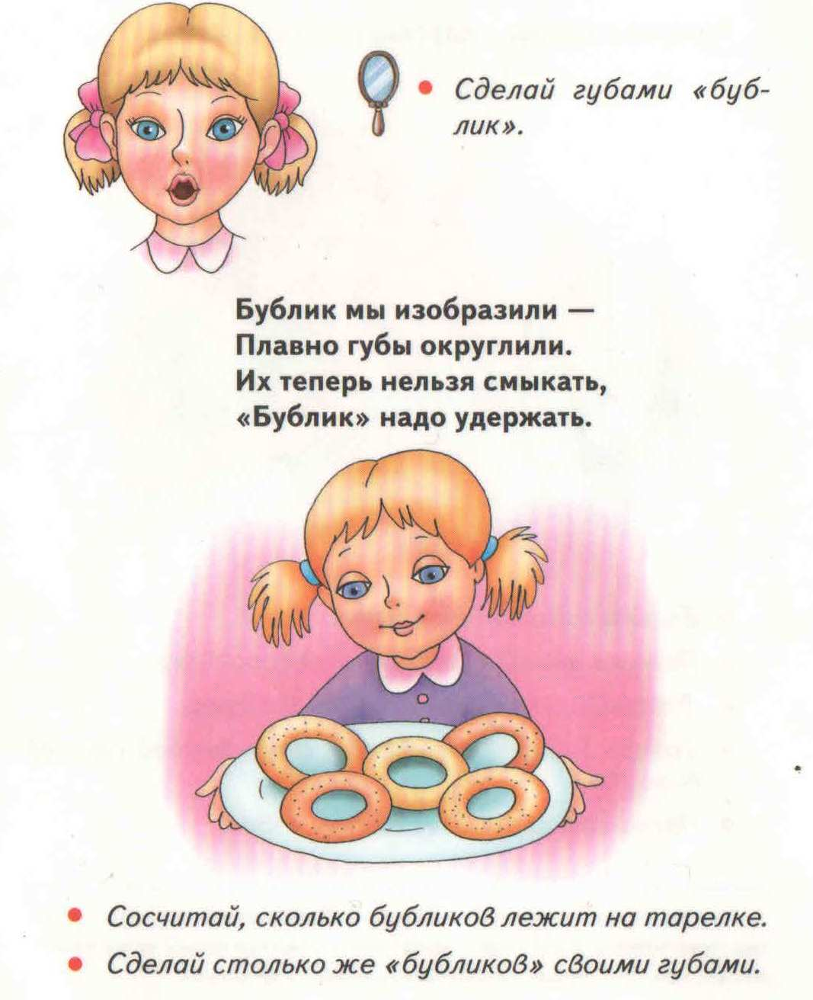 Сделай губами «буб-
лик».
Бублик мы изобразили —
Плавно губы округлили.
Их теперь нельзя смыкать,
«Бублик» надо удержать.
Сосчитай, сколько бубликов лежит на тарелке.
Сделай столько же «бубликов» своими губами.